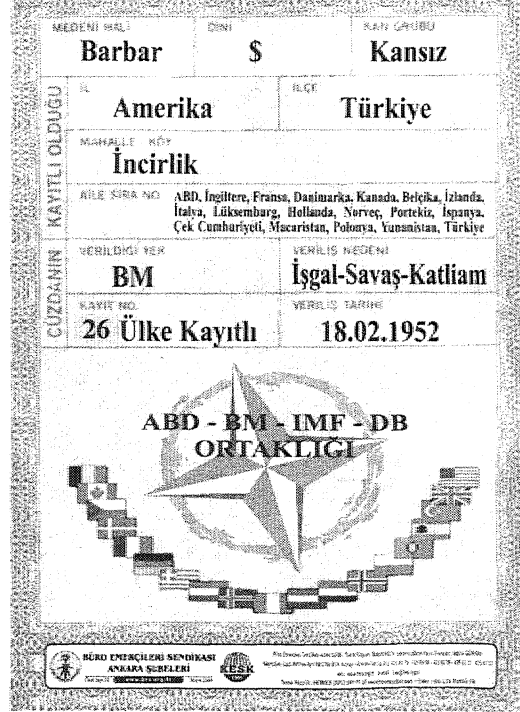 MEDENİ HALİ DİNİ KAN GRUBU
Barbar $ Kansız
KAYITLI OLDUĞU
İL İLÇE
Amerika Türkiye
MAHALLE KÖY
İncirlik
AİLE SIRA NO ABD, İngiltere, Fransa, Danimarka, Kanada, Belçika, İzlanda,
İtalya, Lüksemburg, Hollanda, Norveç, Portekiz, İspanya,
Çek Cumhuriyeti, Macaristan, Polonya, Yunanistan, Türkiye
CÜZDANIN
VERİLDİĞİ YER VERİLİŞ NEDENİ
BM İşgal-Savaş-Katliam
KAYIT NO. VERİLİŞ TARİHİ
26 Ülke Kayıtlı 18.02.1952
ABD - BM - IMF - DB
ORTAKLIĞI
BÜRO EMEKÇİLERİ SENDİKASI
ANKARA ŞUBELERİ
KESK